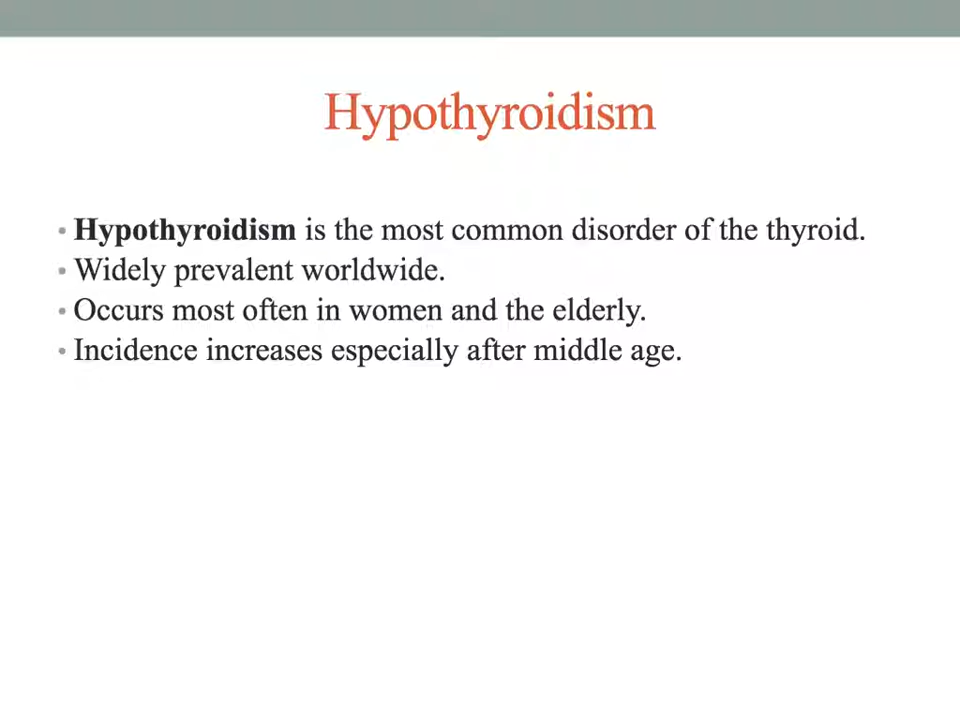 Hypothyroidism
• Hypothyroidism is the most common disorder of the thyroid.
• Widely prevalent worldwide.
• Occurs most often in women and the elderly.
• Incidence increases especially after middle age.